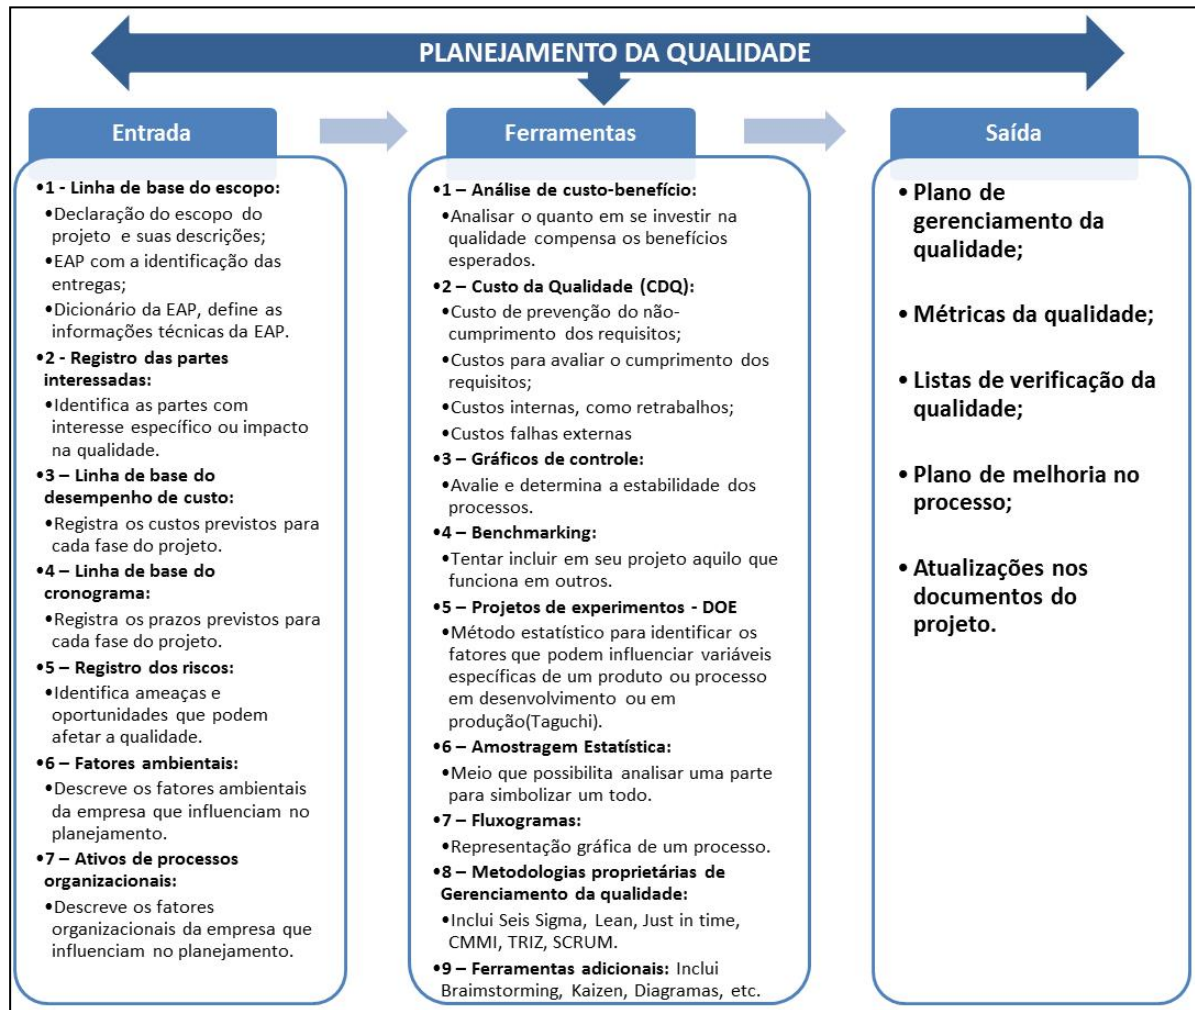 PLANEJAMENTO DA QUALIDADE
Entrada
•1 - Linha de base do escopo:
•Declaração do escopo do
projeto e suas descrições;
•EAP com a identificação das
entregas;
•Dicionário da EAP, define as
informações técnicas da EAP.
•2 - Registro das partes
interessadas:
•Identifica as partes com
interesse específico ou impacto
na qualidade.
•3 – Linha de base do
desempenho de custo:
•Registra os custos previstos para
cada fase do projeto.
•4 – Linha de base do
cronograma:
•Registra os prazos previstos para
cada fase do projeto.
•5 – Registro dos riscos:
•Identifica ameaças e
oportunidades que podem
afetar a qualidade.
•6 – Fatores ambientais:
•Descreve os fatores ambientais
da empresa que influenciam no
planejamento.
•7 – Ativos de processos
organizacionais:
•Descreve os fatores
organizacionais da empresa que
influenciam no planejamento.
Ferramentas
•1 – Análise de custo-benefício:
•Analisar o quanto em se investir na
qualidade compensa os benefícios
esperados.
•2 – Custo da Qualidade (CDQ):
•Custo de prevenção do não-
cumprimento dos requisitos;
•Custos para avaliar o cumprimento dos
requisitos;
•Custos internas, como retrabalhos;
•Custos falhas externas
•3 – Gráficos de controle:
•Avalie e determina a estabilidade dos
processos.
•4 – Benchmarking:
•Tentar incluir em seu projeto aquilo que
funciona em outros.
•5 – Projetos de experimentos - DOE
•Método estatístico para identificar os
fatores que podem influenciar variáveis
específicas de um produto ou processo
em desenvolvimento ou em
produção(Taguchi).
•6 – Amostragem Estatística:
•Meio que possibilita analisar uma parte
para simbolizar um todo.
•7 – Fluxogramas:
•Representação gráfica de um processo.
•8 – Metodologias proprietárias de
Gerenciamento da qualidade:
•Inclui Seis Sigma, Lean, Just in time,
CMMI, TRIZ, SCRUM.
•9 – Ferramentas adicionais: Inclui
Braimstorming, Kaizen, Diagramas, etc.
Saída
• Plano de
gerenciamento da
qualidade;
• Métricas da qualidade;
• Listas de verificação da
qualidade;
• Plano de melhoria no
processo;
• Atualizações nos
documentos do
projeto.